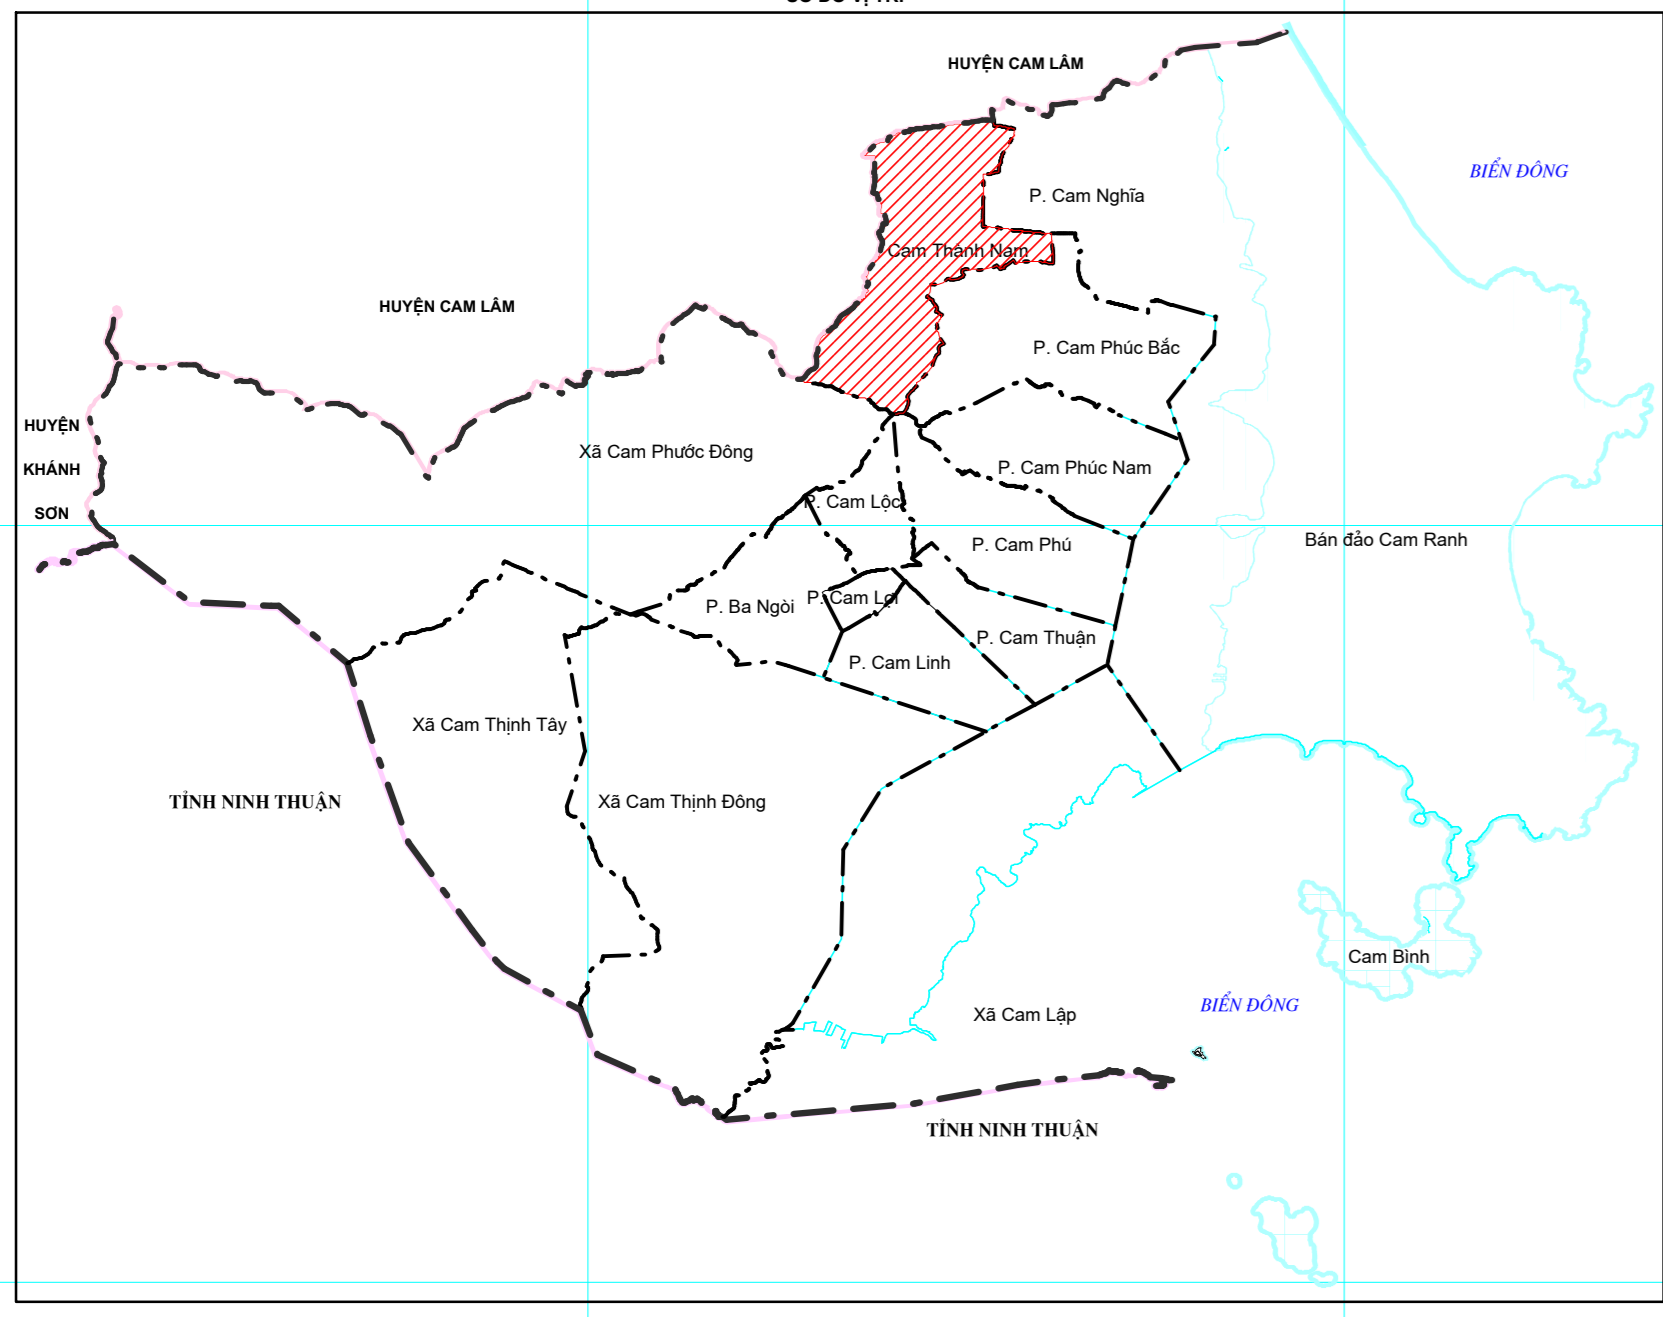 HUYỆN CAM LÂM
BIỂN ĐÔNG
P. Cam Nghĩa
Cam Thành Nam
HUYỆN CAM LÂM
P. Cam Phúc Bắc
HUYỆN
KHÁNH
SƠN
Xã Cam Phước Đông
P. Cam Phúc Nam
P. Cam Lộc
P. Cam Phú
Bán đảo Cam Ranh
P. Ba Ngòi
P. Cam Lợi
P. Cam Thuận
P. Cam Linh
Xã Cam Thịnh Tây
TỈNH NINH THUẬN
Xã Cam Thịnh Đông
Cam Bình
BIỂN ĐÔNG
Xã Cam Lập
TỈNH NINH THUẬN